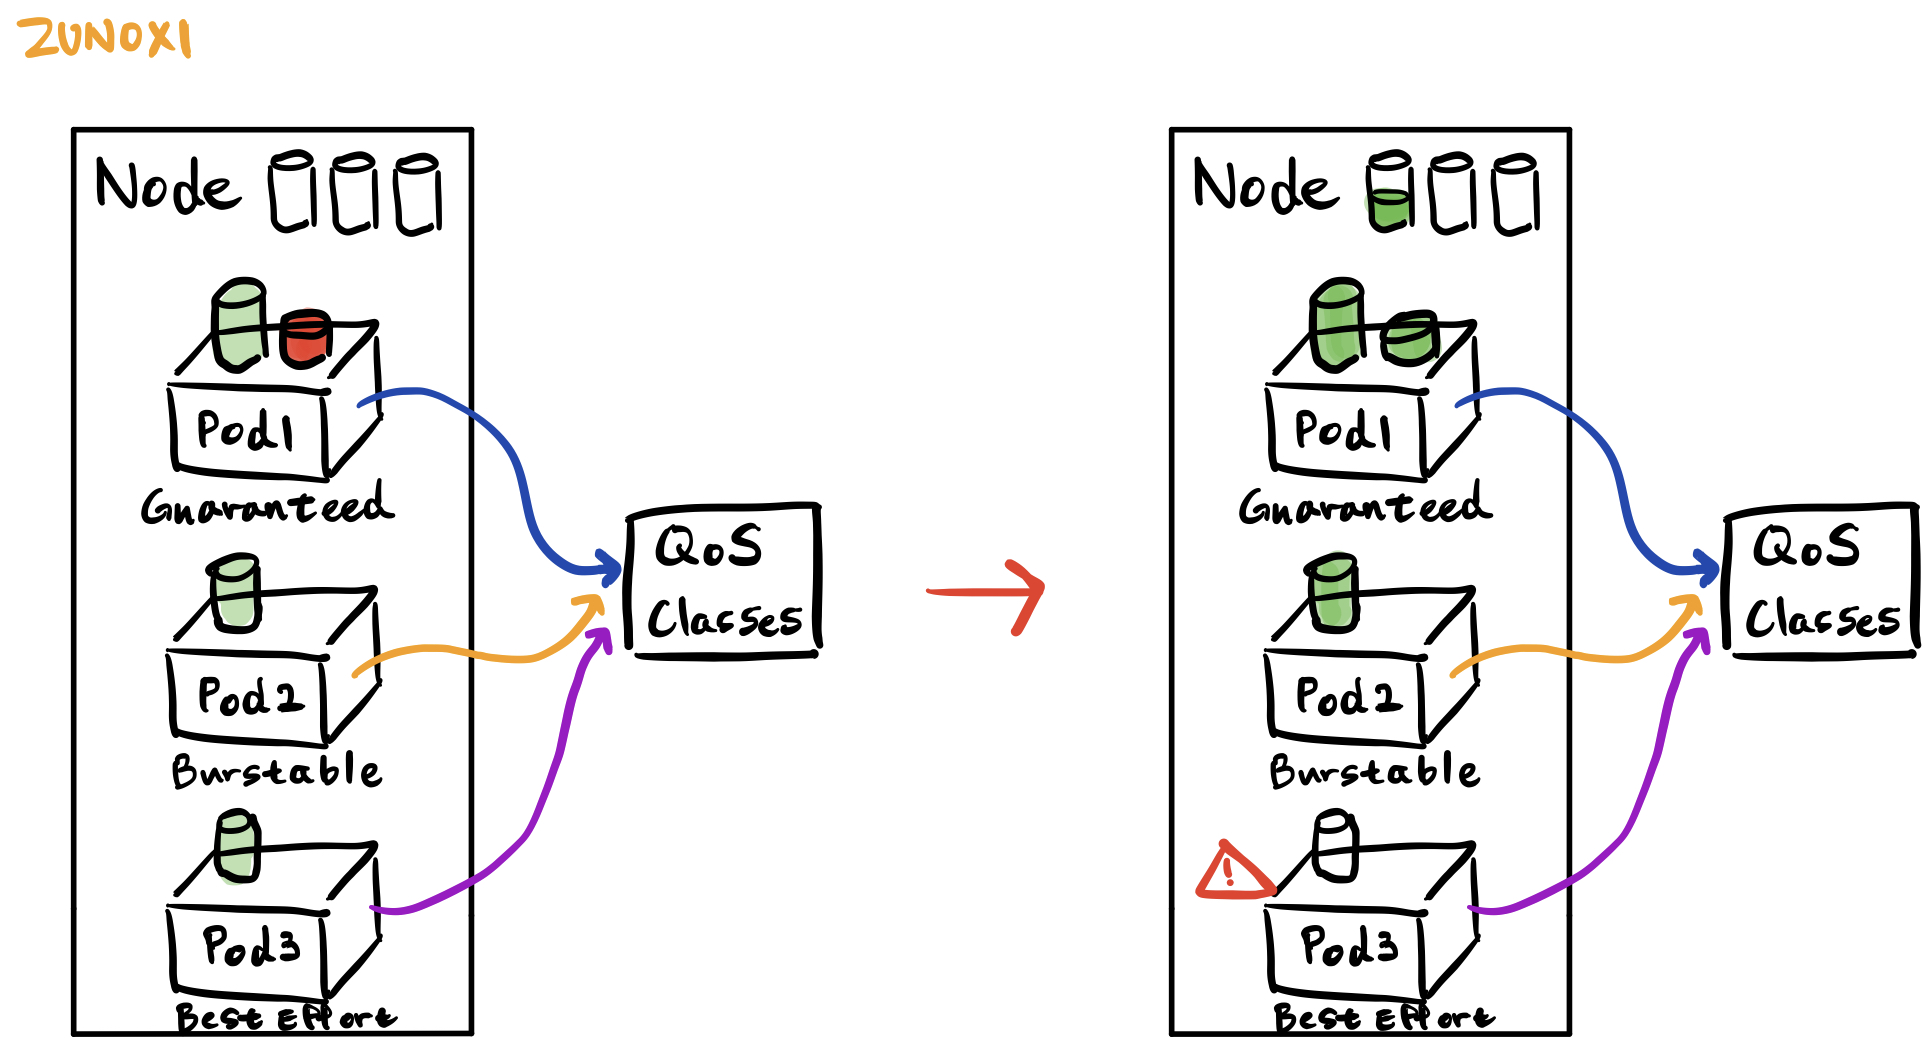 ZUNOXI
Node
Pod1
Guaranteed
Pod2
Burstable
Pod3
Best Effort
QoS
Classes
Node
Pod1
Guaranteed
Pod2
Burstable
!
Pod3
Best Effort
QoS
Classes